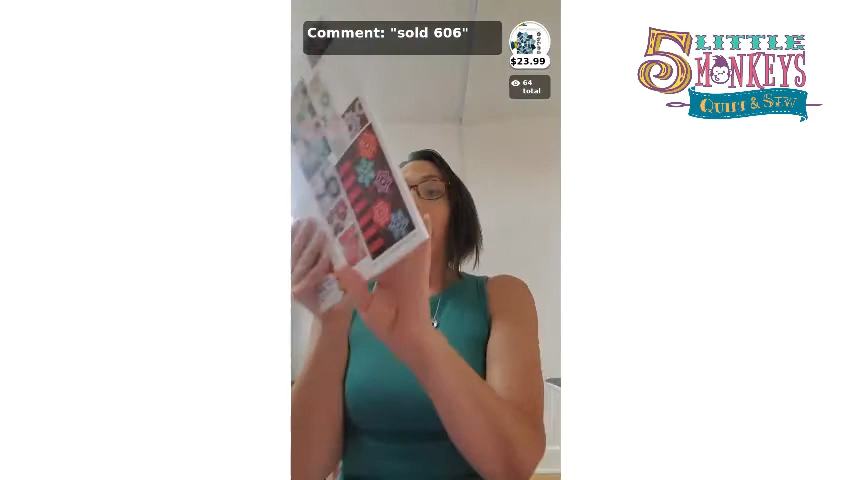 Comment: "sold 606"
$23.99
64
total
5 LITTLE
MONKEYS
QUILT & SEW